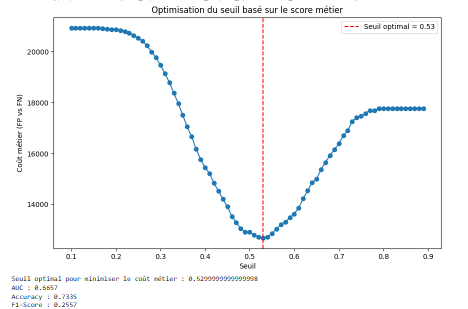 Optimisation du seuil basé sur le score métier
Seuil optimal = 0.53
Coût métier (FP vs FN)
20000
18000
16000
14000
0.1 0.2 0.3 0.4 0.5 0.6 0.7 0.8 0.9
Seuil
Seuil optimal pour minimiser le coût métier : 0.5299999999999998
AUC : 0.6657
Accuracy : 0.7335
F1-Score : 0.2557